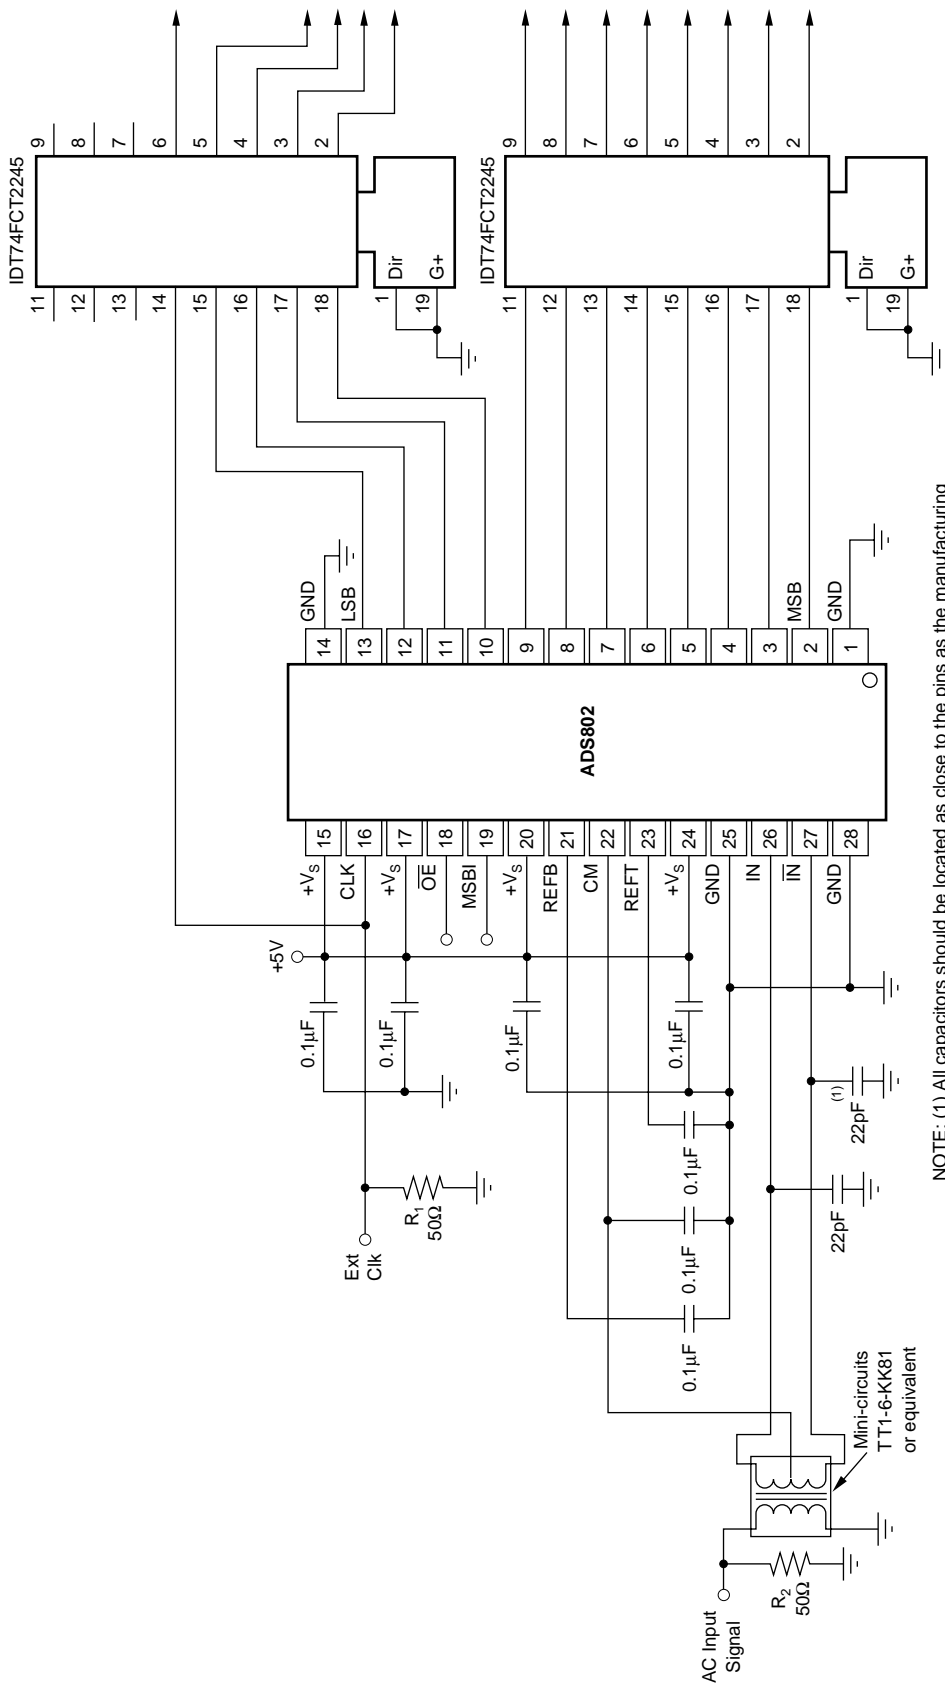 IDT74FCT2245
11
12
13
14
15
16
17
18
9
8
7
6
5
4
3
2
1
Dir
19
G+
IDT74FCT2245
11
12
13
14
15
16
17
18
9
8
7
6
5
4
3
2
1
Dir
19
G+
GND
LSB
MSB
GND
14
13
12
11
10
9
8
7
6
5
4
3
2
1
ADS802
15
16
17
18
19
20
21
22
23
24
25
26
27
28
+VS
CLK
+VS
OE
MSBI
+VS
REFB
CM
REFT
+VS
GND
IN
IN
GND
+5V
0.1µF
0.1µF
0.1µF
0.1µF
Ext
Clk
R1
50Ω
0.1µF
0.1µF
0.1µF
(1)
22pF
22pF
Mini-circuits
TT1-6-KK81
or equivalent
AC Input
Signal
R2
50Ω
NOTE: (1) All capacitors should be located as close to the pins as the manufacturing